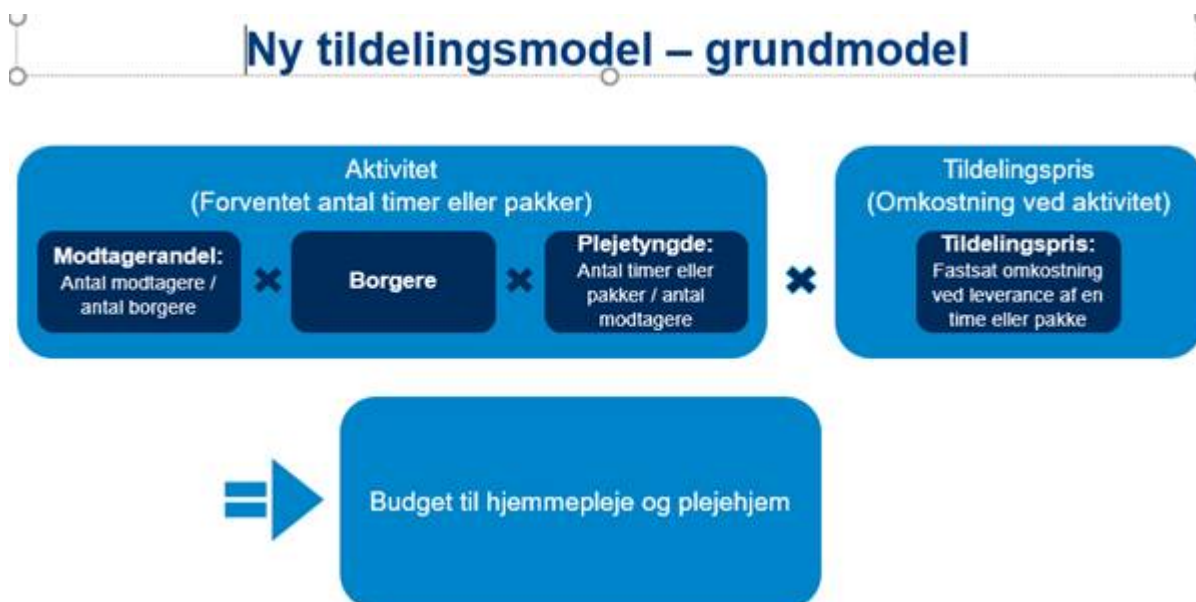 Ny tildelingsmodel – grundmodel
Aktivitet
(Forventet antal timer eller pakker)
Modtagerandel:
Antal modtagere /
antal borgere
Borgere
Plejetyngde:
Antal timer eller
pakker / antal
modtagere
Tildelingspris
(Omkostning ved aktivitet)
Tildelingspris:
Fastsat omkostning
ved leverance af en
time eller pakke
Budget til hjemmepleje og plejehjem